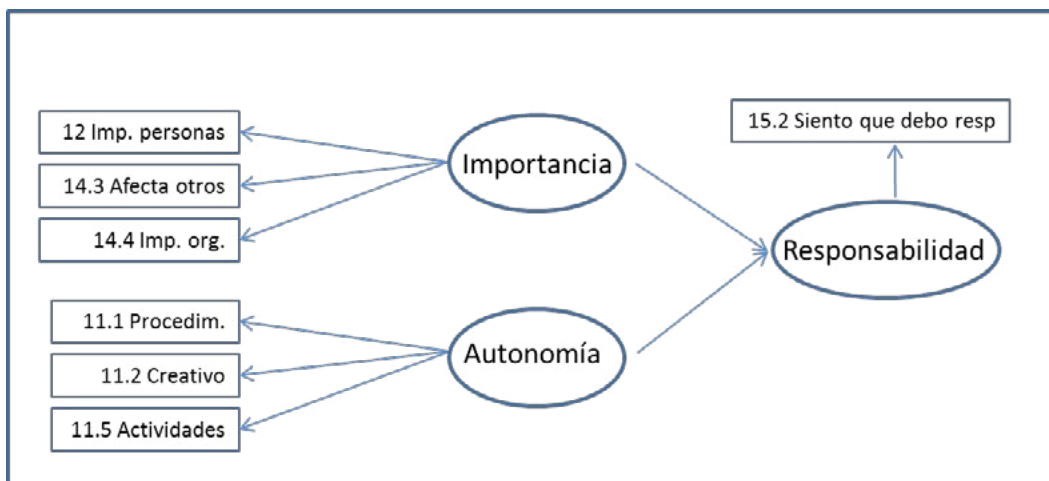 12 Imp. personas
14.3 Afecta otros
14.4 Imp. org.
Importancia
15.2 Siento que debo resp
Responsabilidad
11.1 Procedim.
11.2 Creativo
11.5 Actividades
Autonomía